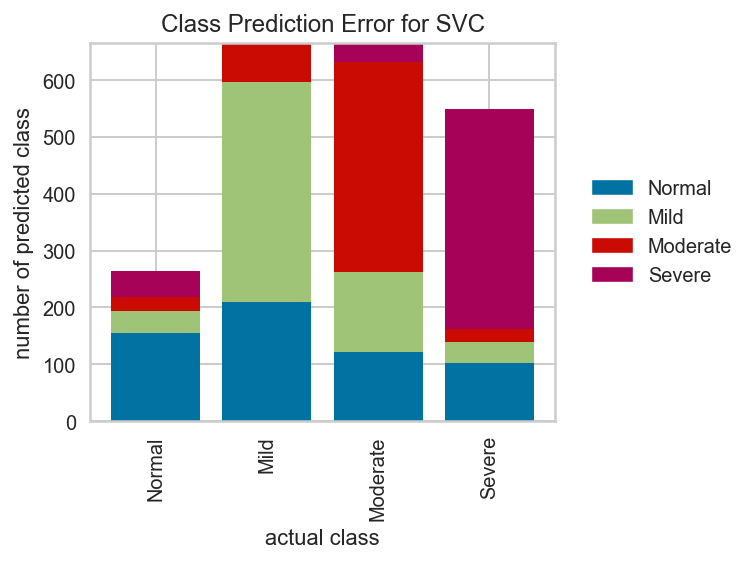 Class Prediction Error for SVC
number of predicted class
600
500
400
300
200
100
0
Normal
Mild
Moderate
Severe
actual class
Normal
Mild
Moderate
Severe